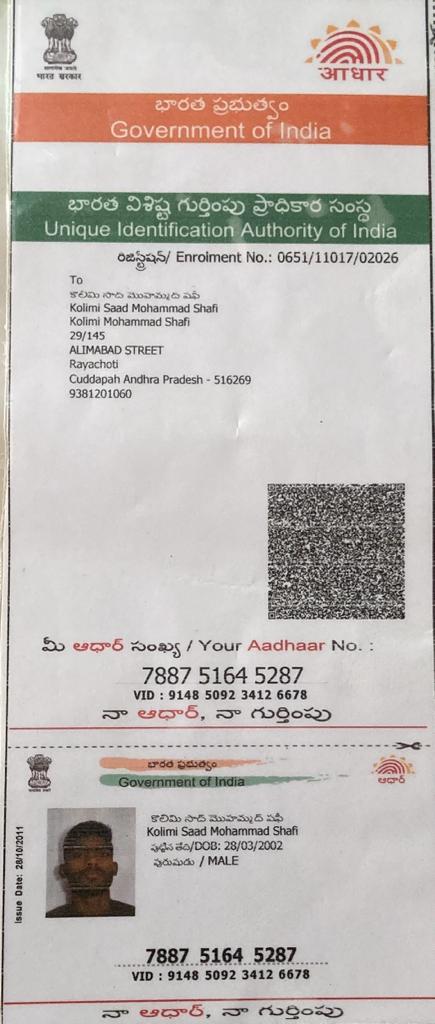 भारत सरकार
आधार
భారత ప్రభుత్వం
Government of India
భారత విశిష్ట గుర్తింపు ప్రాధికార సంస్థ
Unique Identification Authority of India
రిజిస్ట్రేషన్/ Enrolment No.: 0651/11017/02026
To
కొలిమి సాద్ మొహమ్మద్ షఫీ
Kolimi Saad Mohammad Shafi
Kolimi Mohammad Shafi
29/145
ALIMABAD STREET
Rayachoti
Cuddapah Andhra Pradesh - 516269
9381201060
మీ ఆధార్ సంఖ్య / Your Aadhaar No. :
7887 5164 5287
VID : 9148 5092 3412 6678
నా ఆధార్, నా గుర్తింపు
భారత ప్రభుత్వం
Government of India
ఆధార్
కొలిమి సాద్ మొహమ్మద్ షఫీ
Kolimi Saad Mohammad Shafi
పుట్టిన తేదీ/DOB: 28/03/2002
పురుషుడు / MALE
Issue Date: 28/10/2011
7887 5164 5287
VID : 9148 5092 3412 6678
నా ఆధార్, నా గుర్తింపు